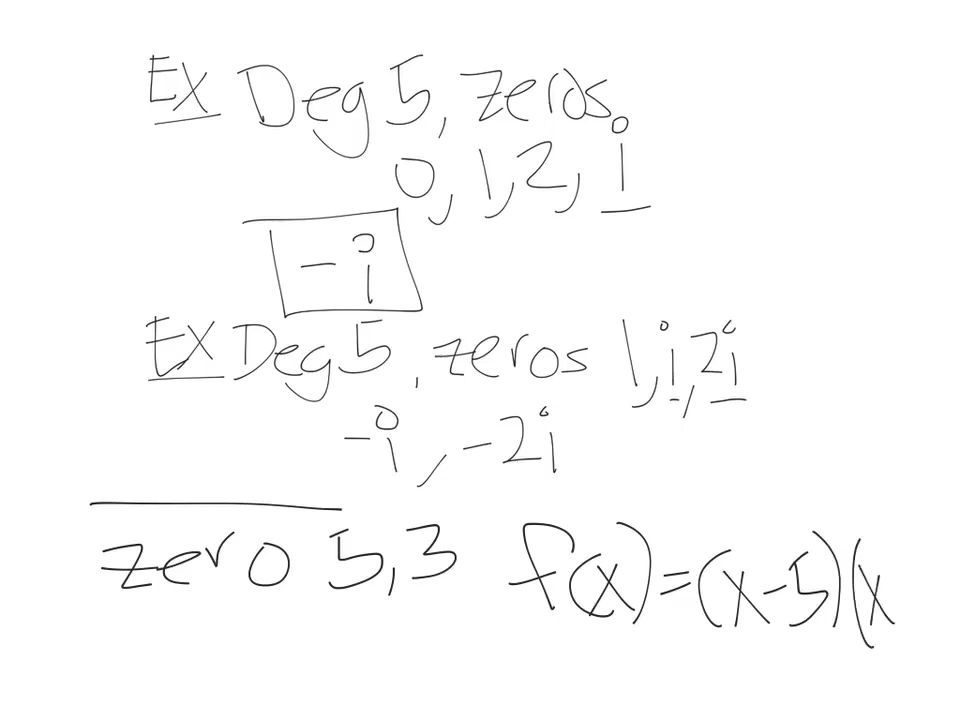 Ex Deg 5, zeros
0, 1, 2, i
-i
Ex Deg 5, zeros 1, i, 2i
-i, -2i
zero 5,3 f(x)=(x-5)(x